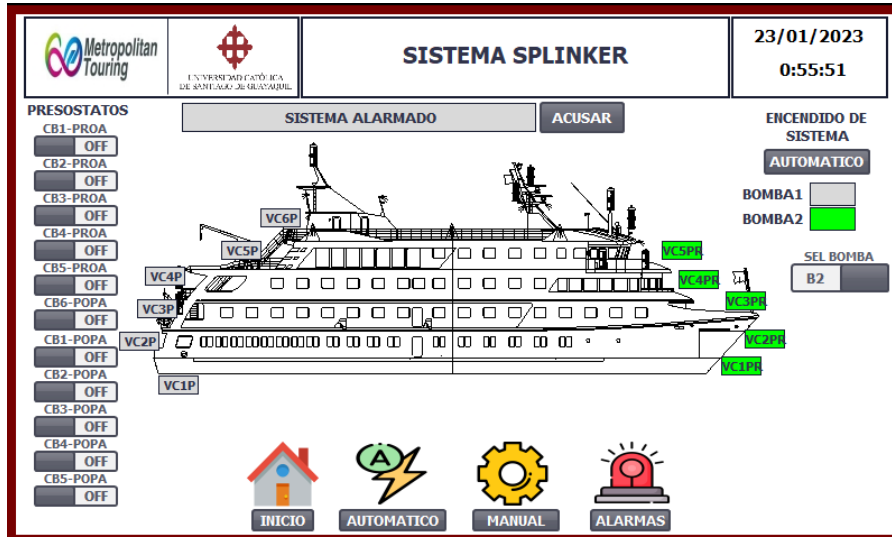 Metropolitan
Touring
UNIVERSIDAD CATÓLICA
DE SANTIAGO DE GUAYAQUIL
SISTEMA SPLINKER
23/01/2023
0:55:51
PRESOSTATOS
CB1-PROA
OFF
CB2-PROA
OFF
CB3-PROA
OFF
CB4-PROA
OFF
CB5-PROA
OFF
CB6-POPA
OFF
CB1-POPA
OFF
CB2-POPA
OFF
CB3-POPA
OFF
CB4-POPA
OFF
CB5-POPA
OFF
SISTEMA ALARMADO
ACUSAR
VC6P
VC5P
VC4P
VC3P
VC2P
VC1P
VC5PR
VC4PR
VC3PR
VC2PR
VC1PR
ENCENDIDO DE
SISTEMA
AUTOMATICO
BOMBA1
BOMBA2
SEL BOMBA
B2
A
INICIO
AUTOMATICO
MANUAL
ALARMAS